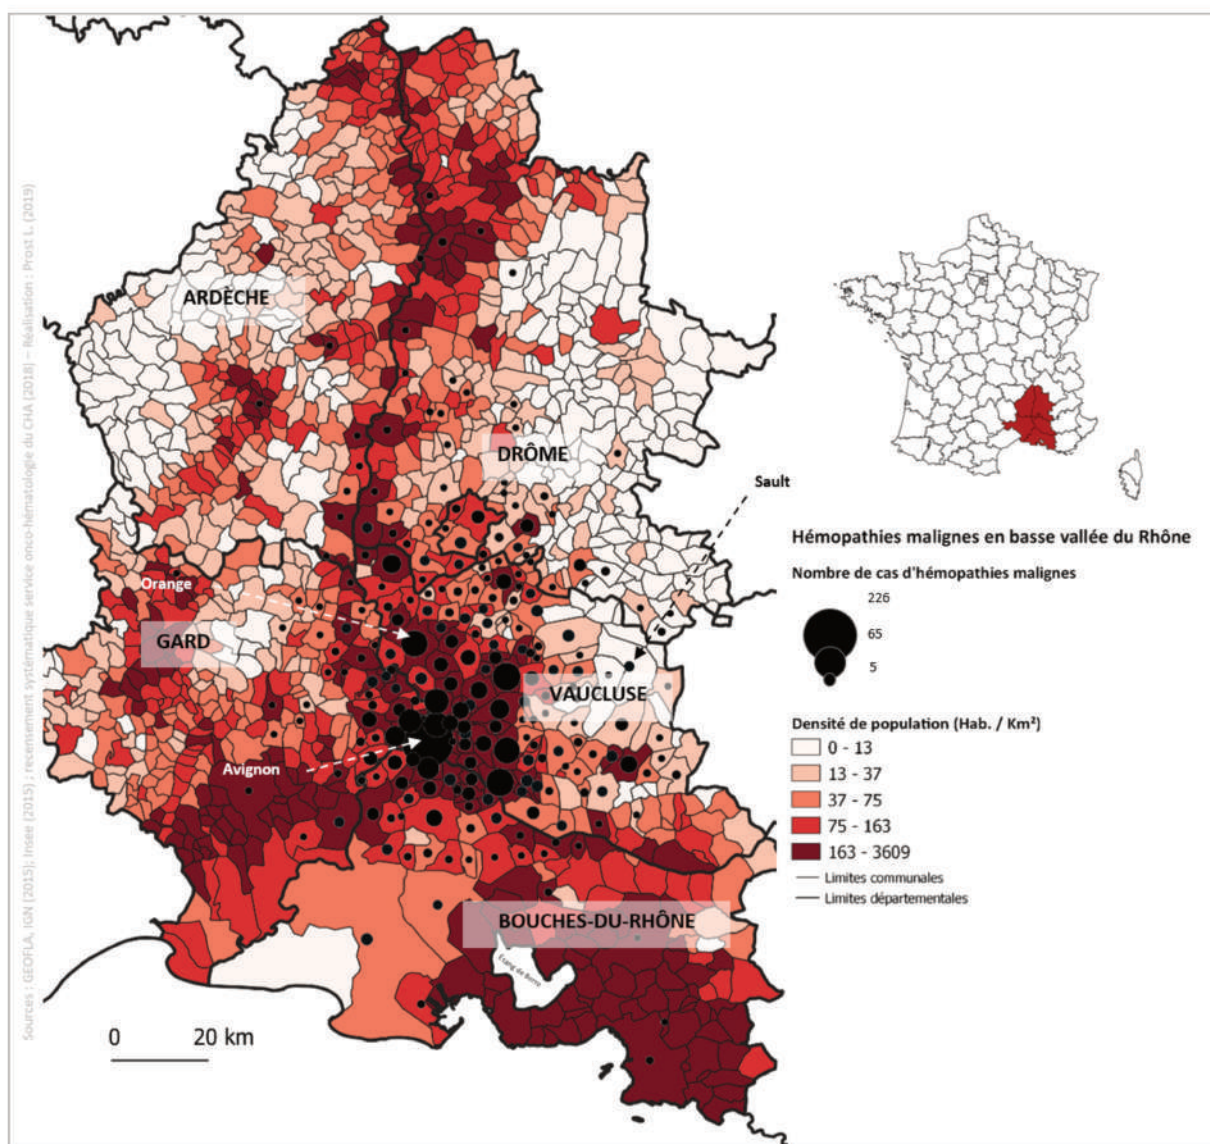 Sources : GEOFLA, IGN (2015); Insee (2015) ; recensement systématique service onco-hématologie du CHA (2018) – Réalisation : Prost L. (2019)
ARDÈCHE
DRÔME
Sault
Hémopathies malignes en basse vallée du Rhône
Nombre de cas d'hémopathies malignes
226
65
5
Orange
GARD
VAUCLUSE
Avignon
Densité de population (Hab. / Km²)
0 - 13
13 - 37
37 - 75
75 - 163
163 - 3609
Limites communales
Limites départementales
BOUCHES-DU-RHÔNE
Etang de Berre
0 20 km